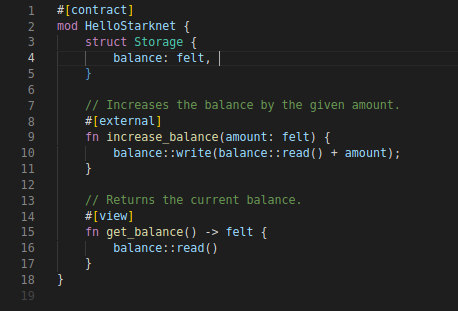 1 #[contract]
2 mod HelloStarknet {
3     struct Storage {
4         balance: felt,
5     }
6
7     // Increases the balance by the given amount.
8     #[external]
9     fn increase_balance(amount: felt) {
10         balance::write(balance::read() + amount);
11     }
12
13     // Returns the current balance.
14     #[view]
15     fn get_balance() -> felt {
16         balance::read()
17     }
18 }
19